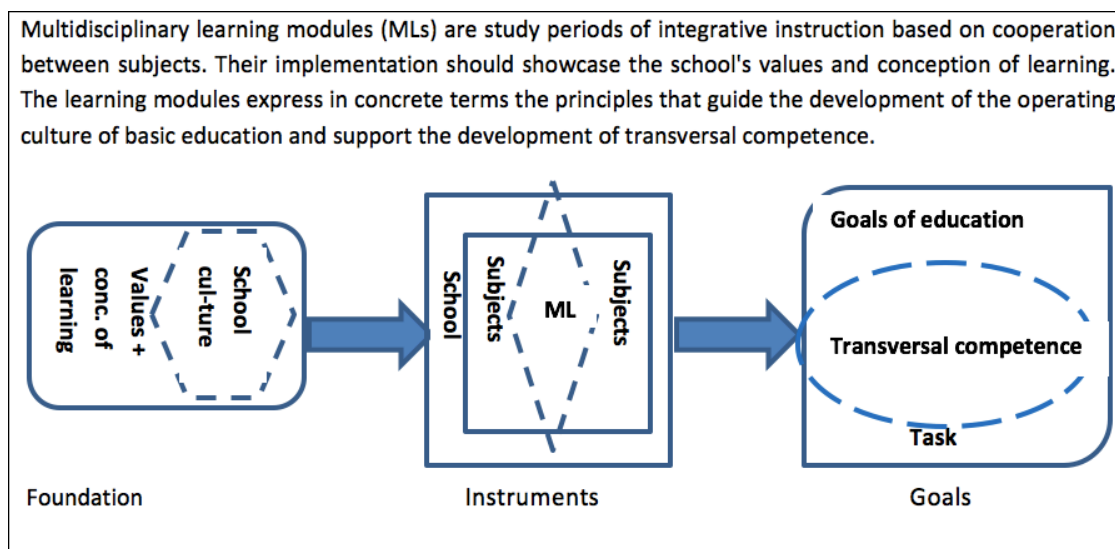 Multidisciplinary learning modules (MLs) are study periods of integrative instruction based on cooperation
between subjects. Their implementation should showcase the school's values and conception of learning.
The learning modules express in concrete terms the principles that guide the development of the operating
culture of basic education and support the development of transversal competence.
School
cul-ture
Values +
conc. of
learning
School
Subjects
ML
Subjects
Goals of education
Transversal competence
Task
Foundation
Instruments
Goals